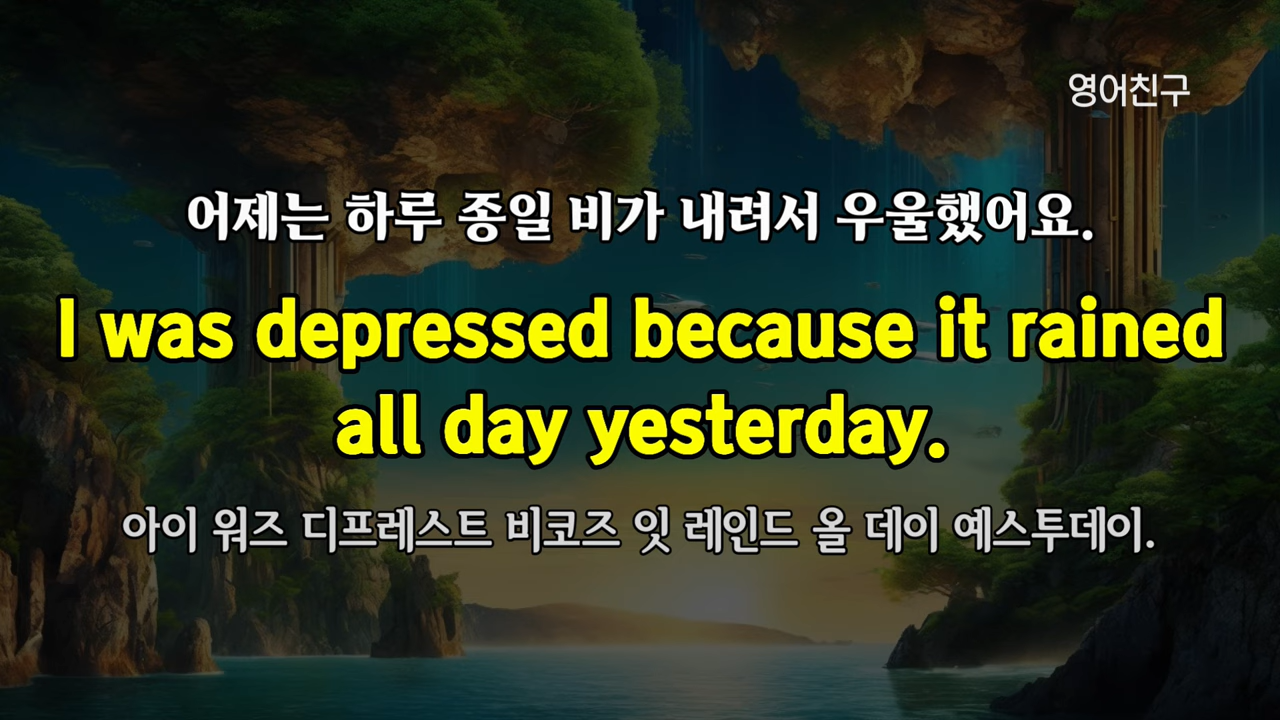 영어친구
어제는 하루 종일 비가 내려서 우울했어요.
I was depressed because it rained
all day yesterday.
아이 워즈 디프레스트 비코즈 잇 레인드 올 데이 예스투데이.